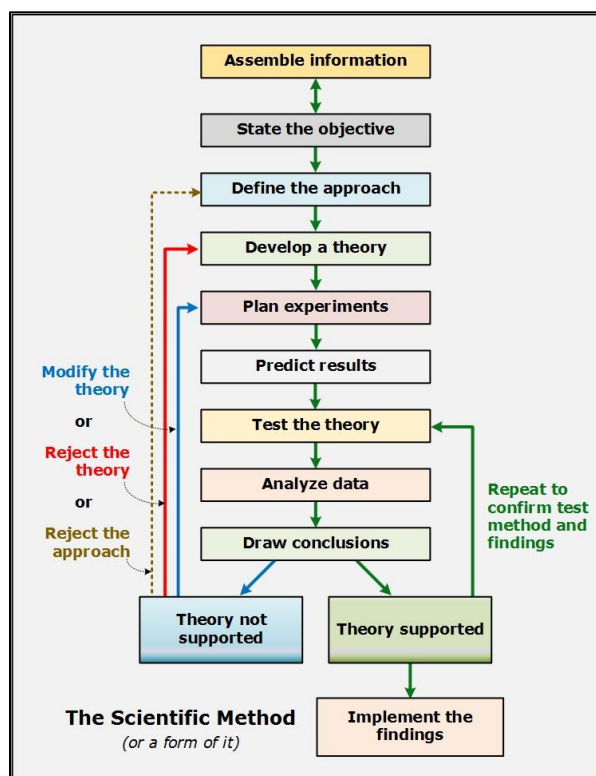 Assemble information
State the objective
Define the approach
Develop a theory
Plan experiments
Predict results
Test the theory
Analyze data
Draw conclusions
Modify the
theory
or
Reject the
theory
or
Reject the
approach
Repeat to
confirm test
method and
findings
Theory not
supported
Theory supported
Implement the
findings
The Scientific Method
(or a form of it)